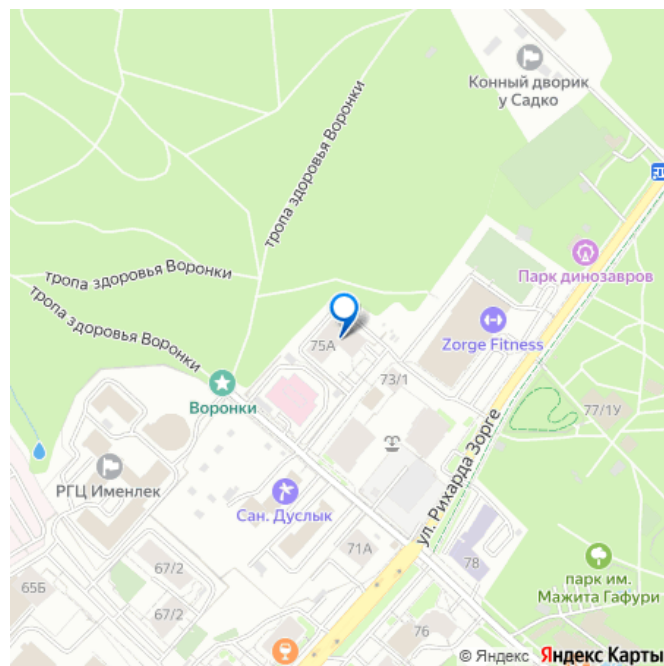 Конный дворик
у Садко
тропа здоровья Воронки
тропа здоровья Воронки
тропа здоровья Воронки
Парк динозавров
75А
Zorge Fitness
73/1
Воронки
77/1У
ул. Рихарда Зорге
РГЦ Именлек
Сан. Дуслык
71А
78
67/2
65Б
67/2
парк им.
Мажита Гафури
76
© Яндекс Яндекс Карты